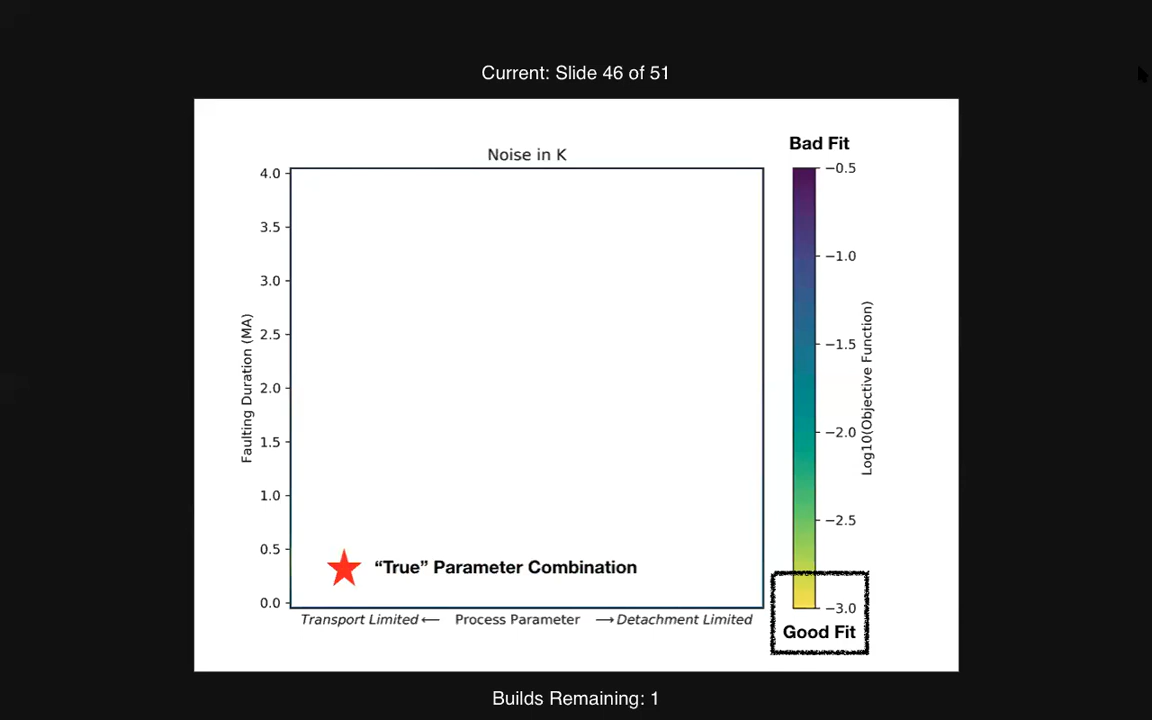 Current: Slide 46 of 51
Bad Fit
Noise in K
4.0
3.5
3.0
2.5
2.0
1.5
1.0
0.5
0.0
Faulting Duration (MA)
“True” Parameter Combination
Transport Limited← Process Parameter →Detachment Limited
−0.5
−1.0
−1.5
−2.0
−2.5
−3.0
Log10(Objective Function)
Good Fit
Builds Remaining: 1